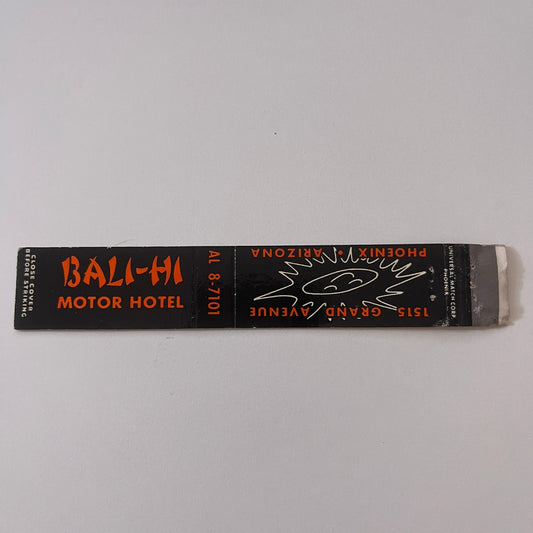 CLOSE COVER
BEFORE STRIKING
BALI-HI
MOTOR HOTEL
AL 8-7101
1515 GRAND AVENUE
PHOENIX • ARIZONA
UNIVERSAL MATCH CORP.
PHOENIX